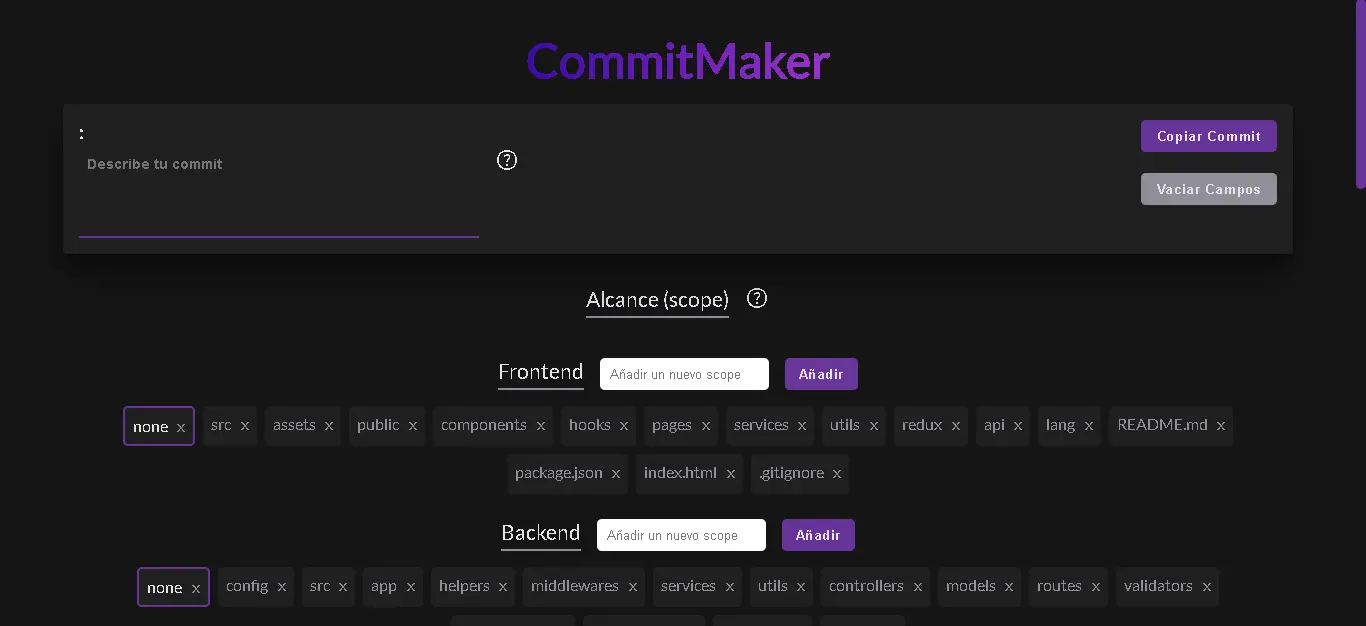 CommitMaker
:
Describe tu commit
?
Copiar Commit
Vaciar Campos
Alcance (scope) ?
Frontend Añadir un nuevo scope Añadir
none x src x assets x public x components x hooks x pages x services x utils x redux x api x lang x README.md x
package.json x index.html x .gitignore x
Backend Añadir un nuevo scope Añadir
none x config x src x app x helpers x middlewares x services x utils x controllers x models x routes x validators x